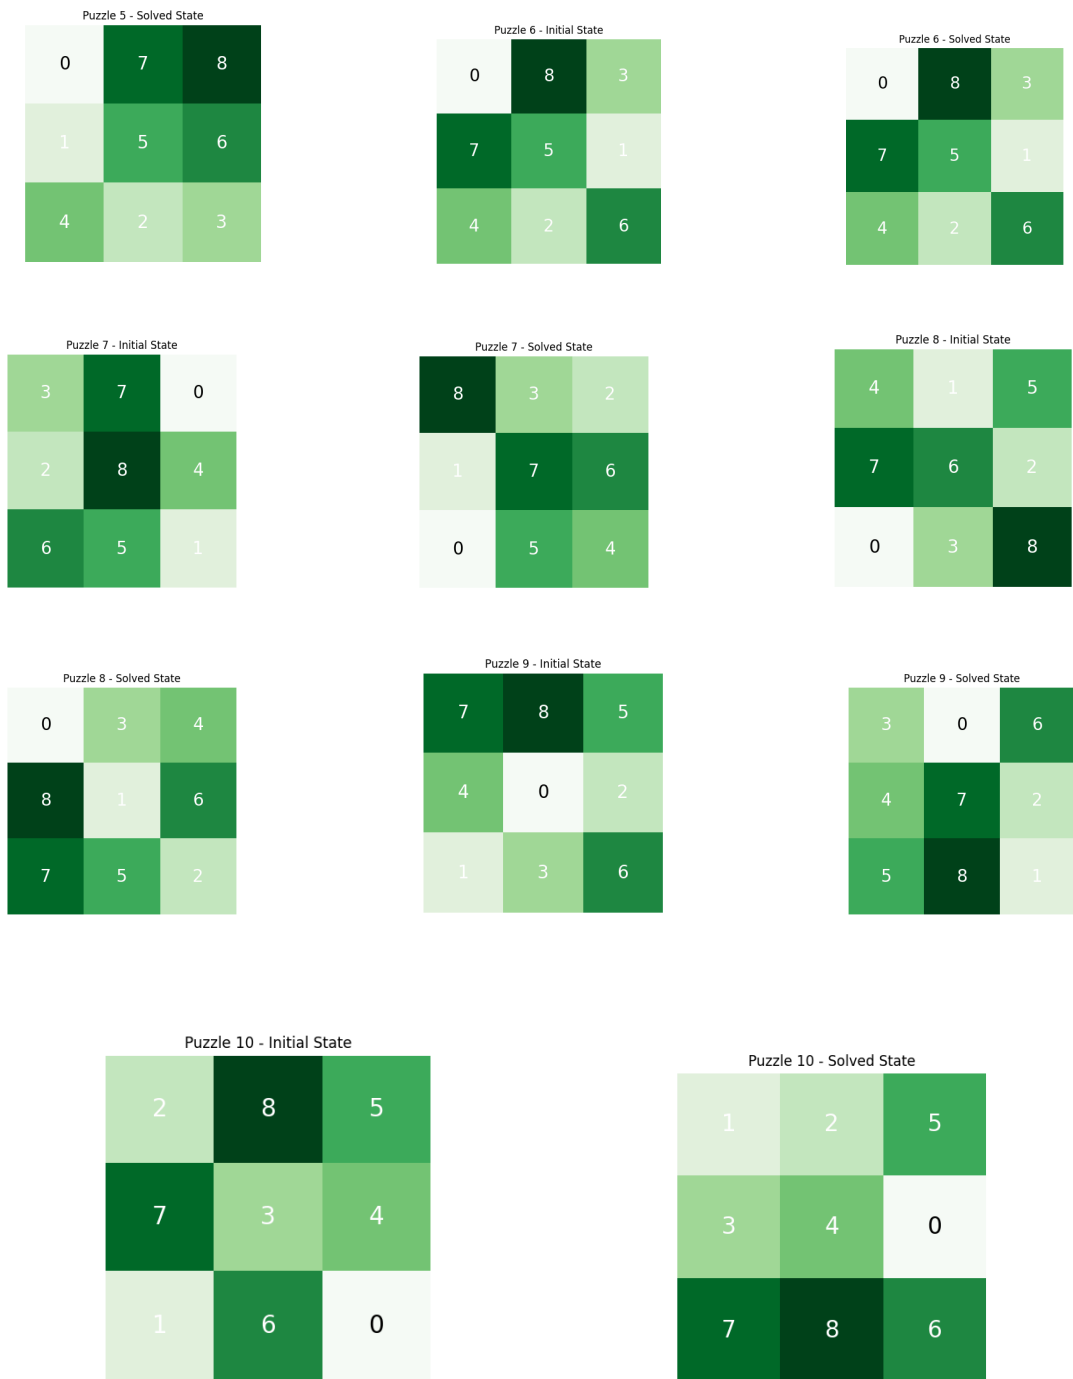 Puzzle 5 - Solved State
0 7 8
1 5 6
4 2 3
Puzzle 6 - Initial State
0 8 3
7 5 1
4 2 6
Puzzle 6 - Solved State
0 8 3
7 5 1
4 2 6
Puzzle 7 - Initial State
3 7 0
2 8 4
6 5 1
Puzzle 7 - Solved State
8 3 2
1 7 6
0 5 4
Puzzle 8 - Initial State
4 1 5
7 6 2
0 3 8
Puzzle 8 - Solved State
0 3 4
8 1 6
7 5 2
Puzzle 9 - Initial State
7 8 5
4 0 2
1 3 6
Puzzle 9 - Solved State
3 0 6
4 7 2
5 8 1
Puzzle 10 - Initial State
2 8 5
7 3 4
1 6 0
Puzzle 10 - Solved State
1 2 5
3 4 0
7 8 6